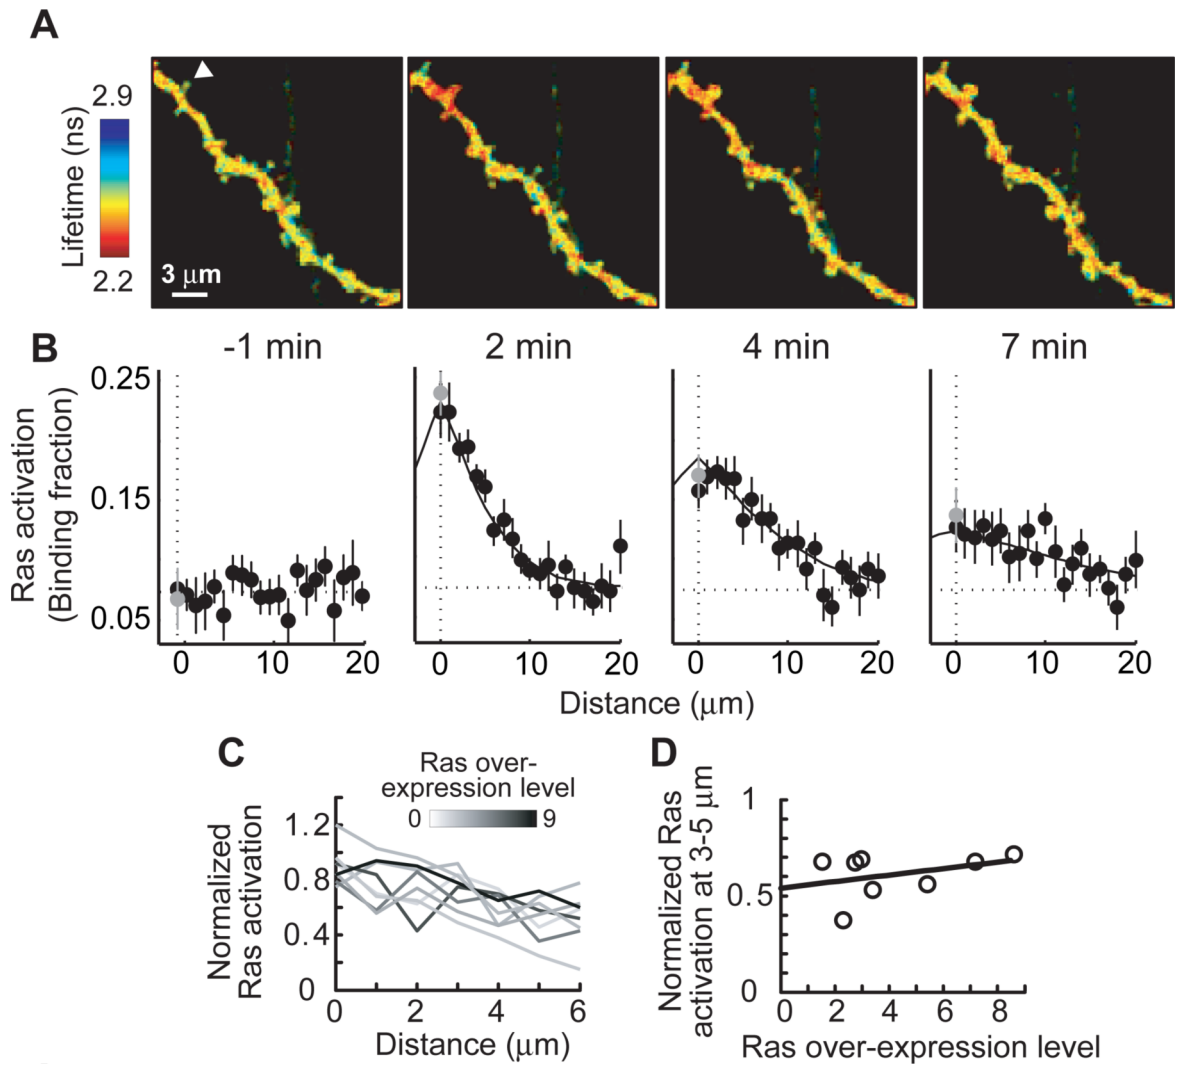 A
Lifetime (ns)
2.9
2.2
3 μm
-1 min
2 min
4 min
7 min
B
Ras activation
(Binding fraction)
0.25
0.15
0.05
0 10 20
0 10 20
0 10 20
0 10 20
Distance (μm)
C
Ras over-
expression level
0 9
Normalized
Ras activation
1.2
0.8
0.4
0
0 2 4 6
Distance (μm)
D
Normalized Ras
activation at 3-5 μm
1
0.5
0
0 2 4 6 8
Ras over-expression level